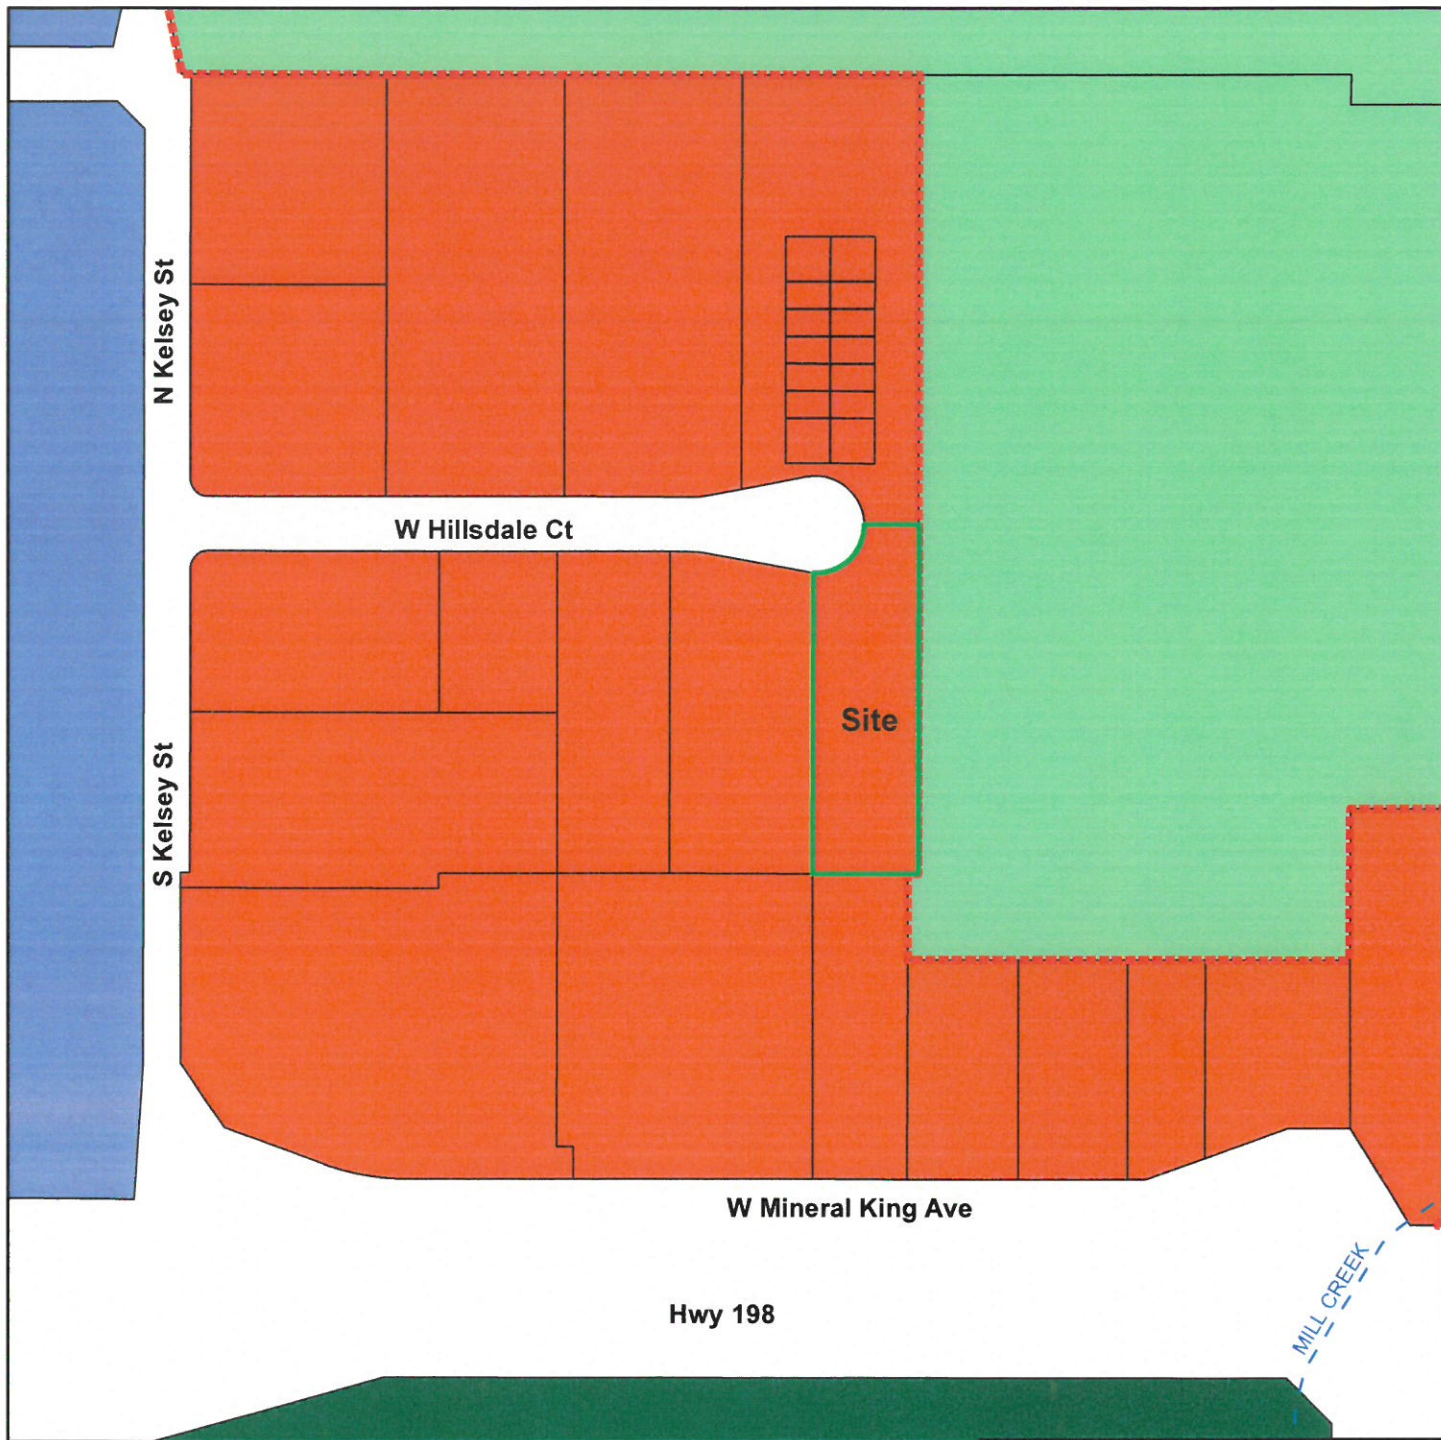 N Kelsey St
W Hillsdale Ct
Site
S Kelsey St
W Mineral King Ave
Hwy 198
MILL CREEK